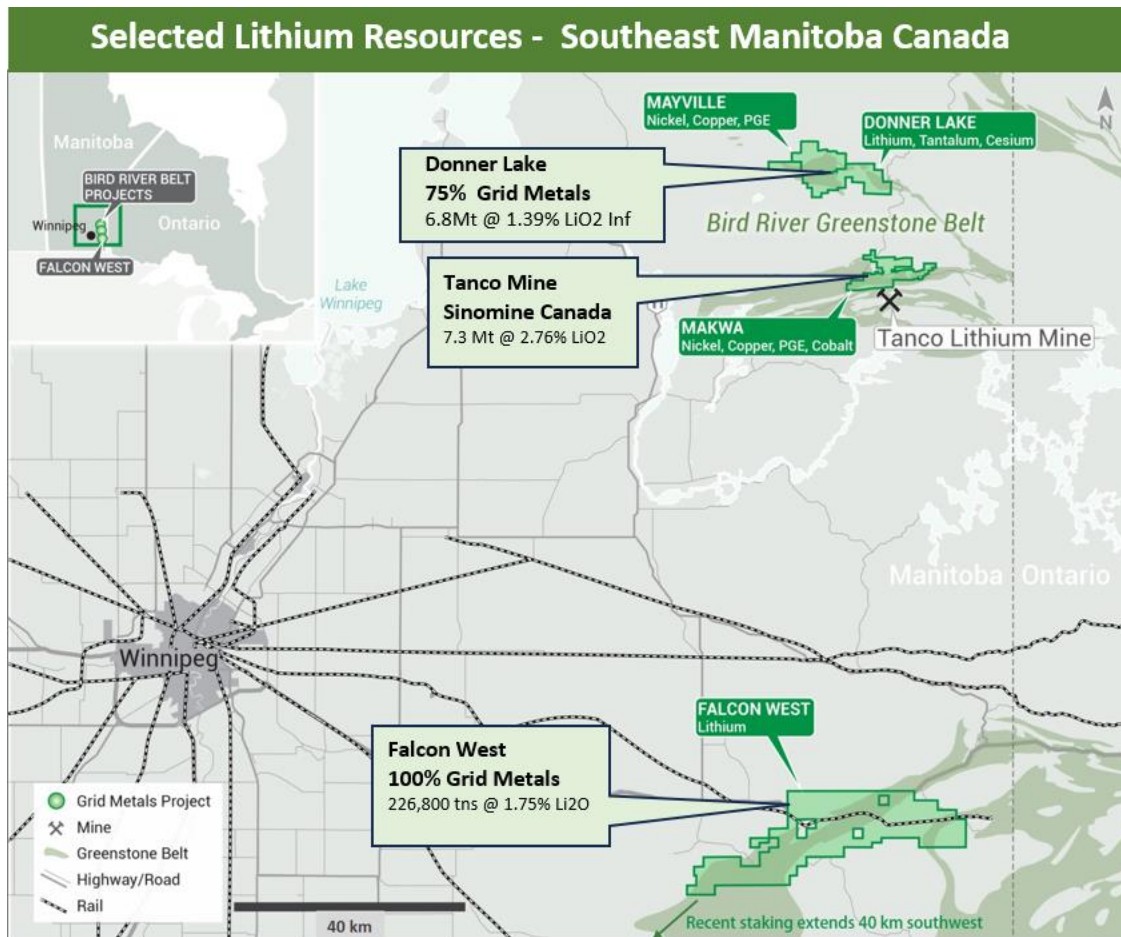 Selected Lithium Resources - Southeast Manitoba Canada
Manitoba
BIRD RIVER BELT
PROJECTS
Winnipeg
Ontario
FALCON WEST
MAYVILLE
Nickel, Copper, PGE
DONNER LAKE
Lithium, Tantalum, Cesium
N
Donner Lake
75% Grid Metals
6.8Mt @ 1.39% LiO2 Inf
Bird River Greenstone Belt
Lake
Winnipeg
Tanco Mine
Sinomine Canada
7.3 Mt @ 2.76% LiO2
MAKWA
Nickel, Copper, PGE, Cobalt
Tanco Lithium Mine
Manitoba
Ontario
Winnipeg
FALCON WEST
Lithium
Falcon West
100% Grid Metals
226,800 tns @ 1.75% Li2O
Grid Metals Project
Mine
Greenstone Belt
Highway/Road
Rail
40 km
Recent staking extends 40 km southwest